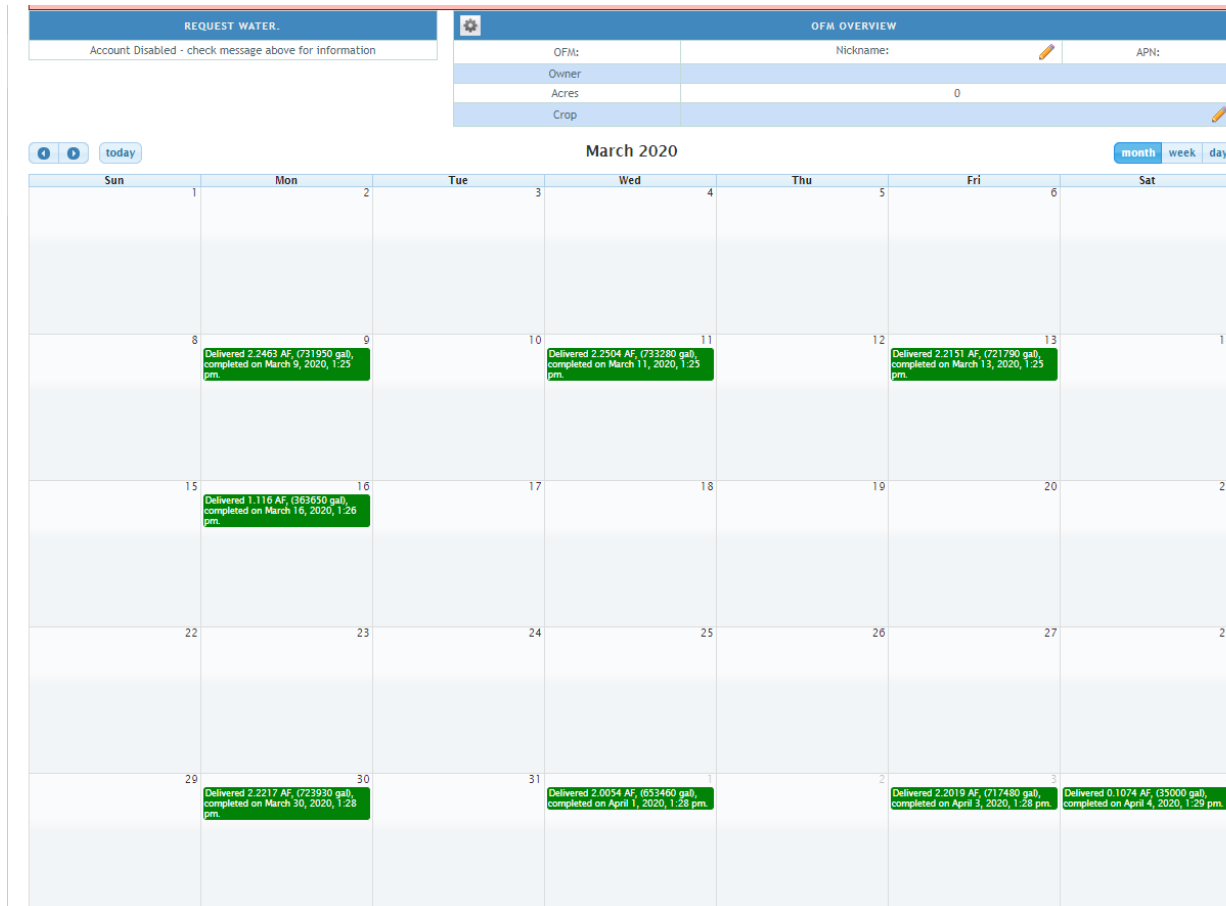 REQUEST WATER.
Account Disabled - check message above for information
OFM OVERVIEW
OFM: Nickname: APN:
Owner
Acres 0
Crop
today
March 2020
month week day
Sun Mon Tue Wed Thu Fri Sat
1 2 3 4 5 6
8 9 10 11 12 13 1
Delivered 2.2463 AF, (731950 gal),
completed on March 9, 2020, 1:25
pm.
Delivered 2.2504 AF, (733280 gal),
completed on March 11, 2020, 1:25
pm.
Delivered 2.2151 AF, (721790 gal),
completed on March 13, 2020, 1:25
pm.
15 16 17 18 19 20 2
Delivered 1.116 AF, (363650 gal),
completed on March 16, 2020, 1:26
pm.
22 23 24 25 26 27 2
29 30 31 1 2 3
Delivered 2.2217 AF, (723930 gal),
completed on March 30, 2020, 1:28
pm.
Delivered 2.0054 AF, (653460 gal),
completed on April 1, 2020, 1:28 pm.
Delivered 2.2019 AF, (717480 gal),
completed on April 3, 2020, 1:28 pm.
Delivered 0.1074 AF, (35000 gal),
completed on April 4, 2020, 1:29 pm.